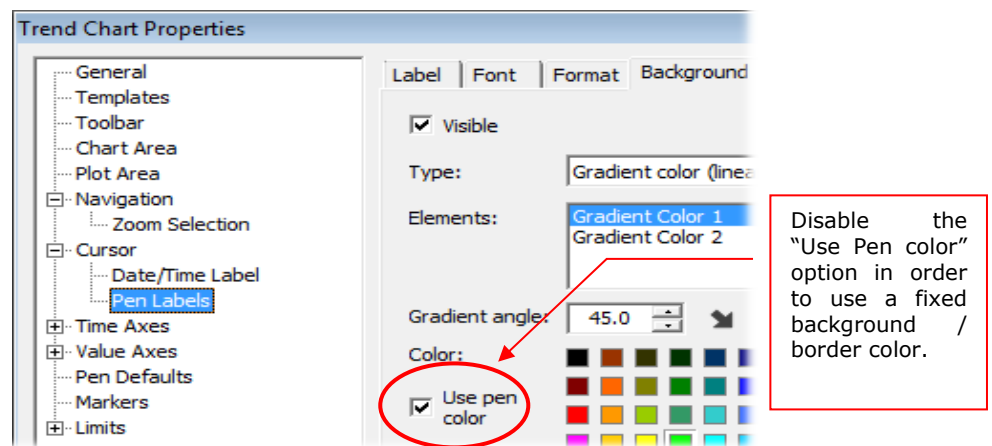 Trend Chart Properties
General
Templates
Toolbar
Chart Area
Plot Area
Navigation
Zoom Selection
Cursor
Date/Time Label
Pen Labels
Time Axes
Value Axes
Pen Defaults
Markers
Limits
Label Font Format Background
Visible
Type: Gradient color (linea
Elements: Gradient Color 1
Gradient Color 2
Gradient angle: 45.0
Color:
Use pen
color
Disable the
“Use Pen color”
option in order
to use a fixed
background /
border color.